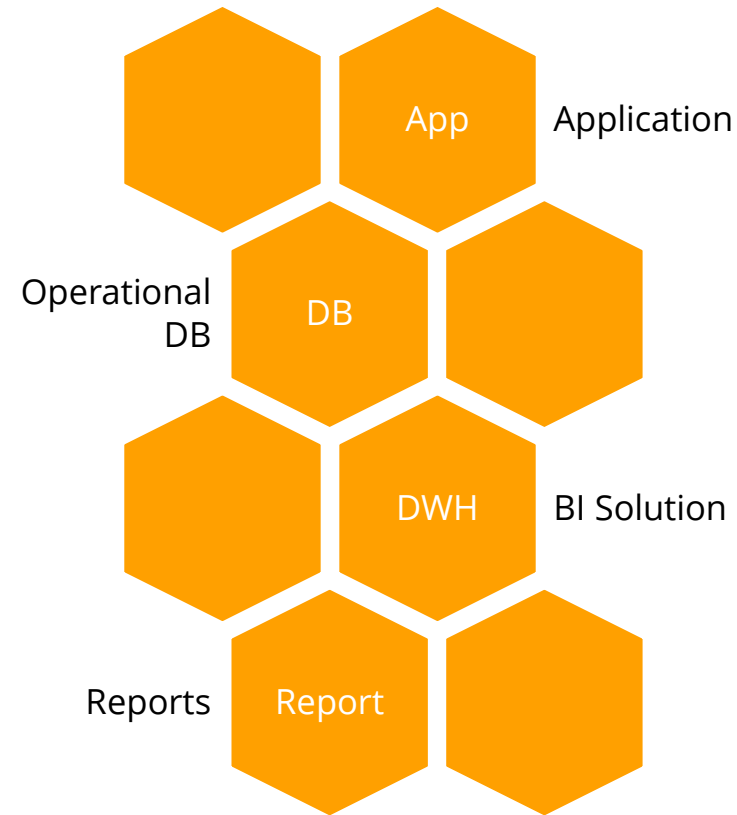 App
Application
Operational
DB
DB
DWH
BI Solution
Reports
Report